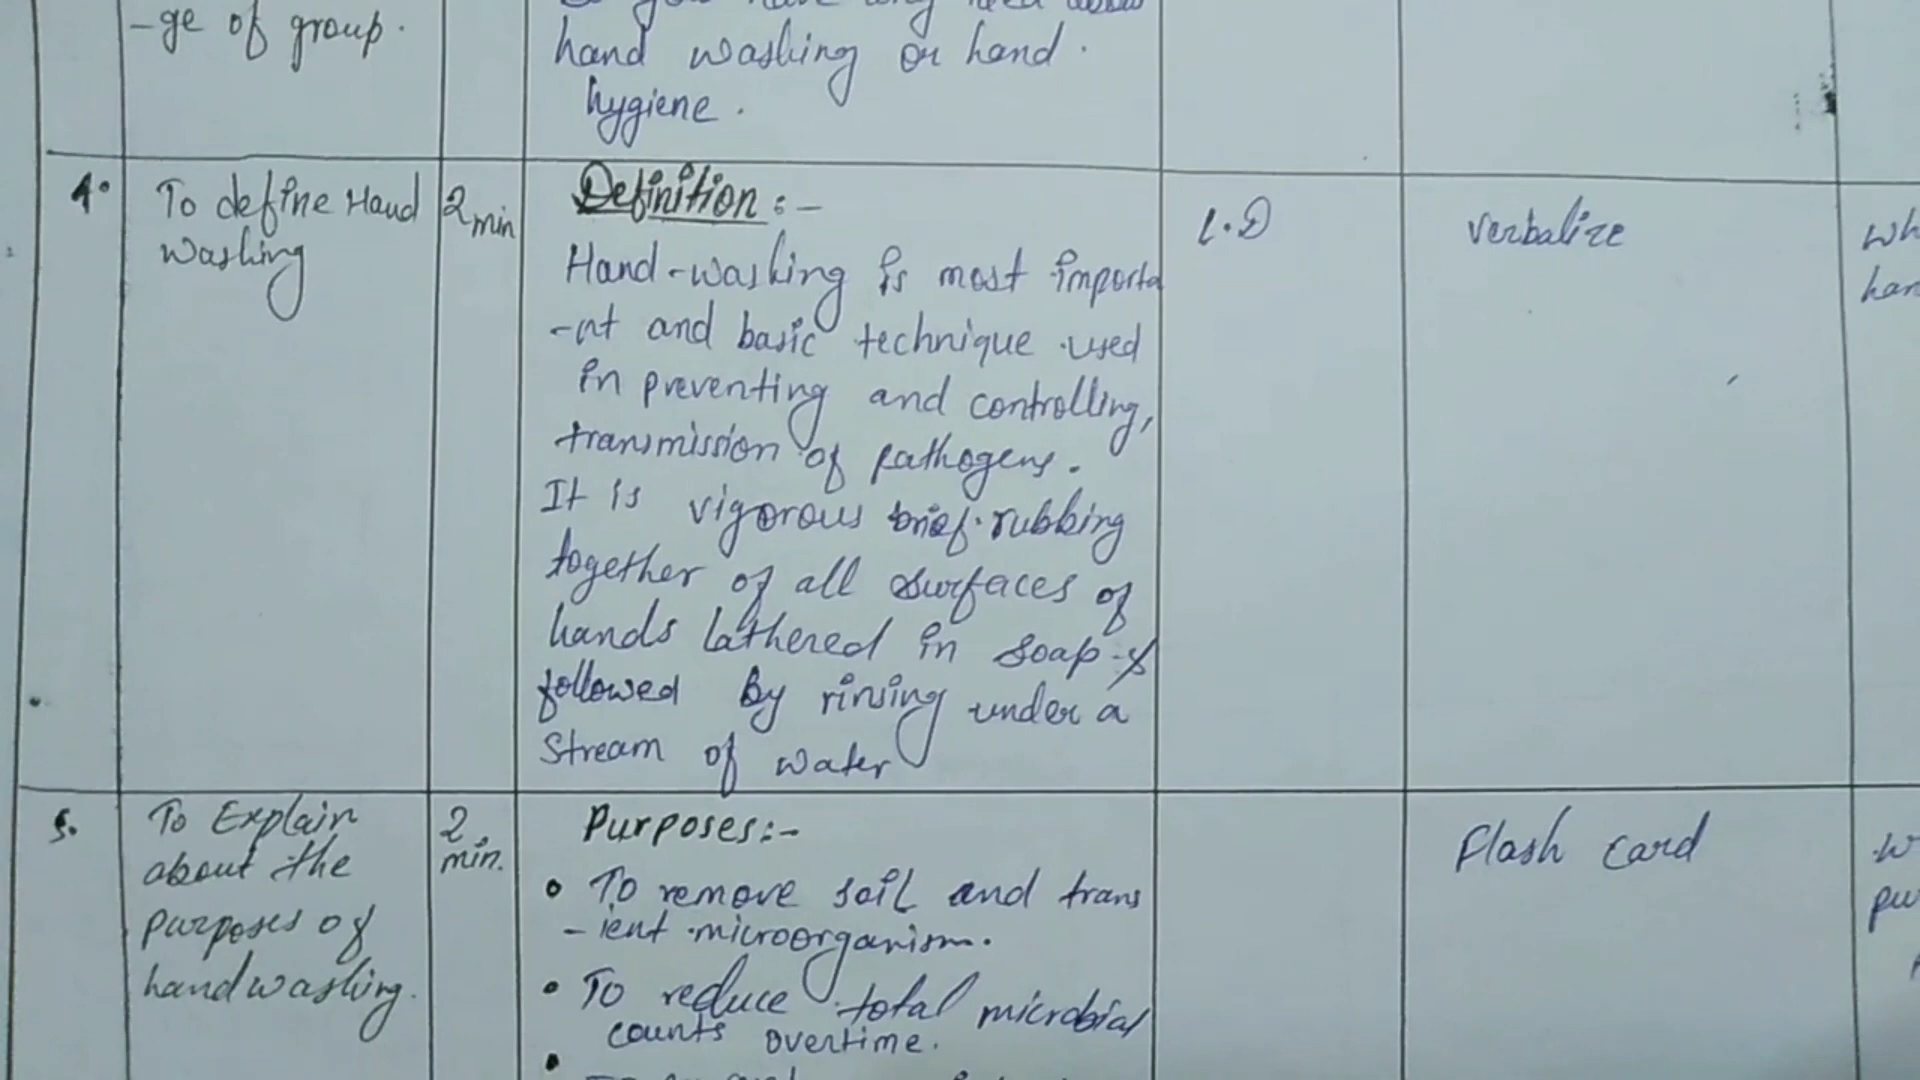 -ge of group.
hand washing or hand
hygiene.
4.
To define Hand
washing
2 min
Definition :-
Hand-washing is most importa
-nt and basic technique used
in preventing and controlling,
transmission of pathogens.
It is vigorous brief rubbing
together of all surfaces of
hands lathered in soap
followed By rinsing under a
Stream of water
L.D
verbalize
wh
han
5.
To Explain
about the
purposes of
handwashing.
2
min.
Purposes:-
• To remove soil and trans
-ient microorganism.
• To reduce total microbial
counts overtime.
•
Flash card
w
pu